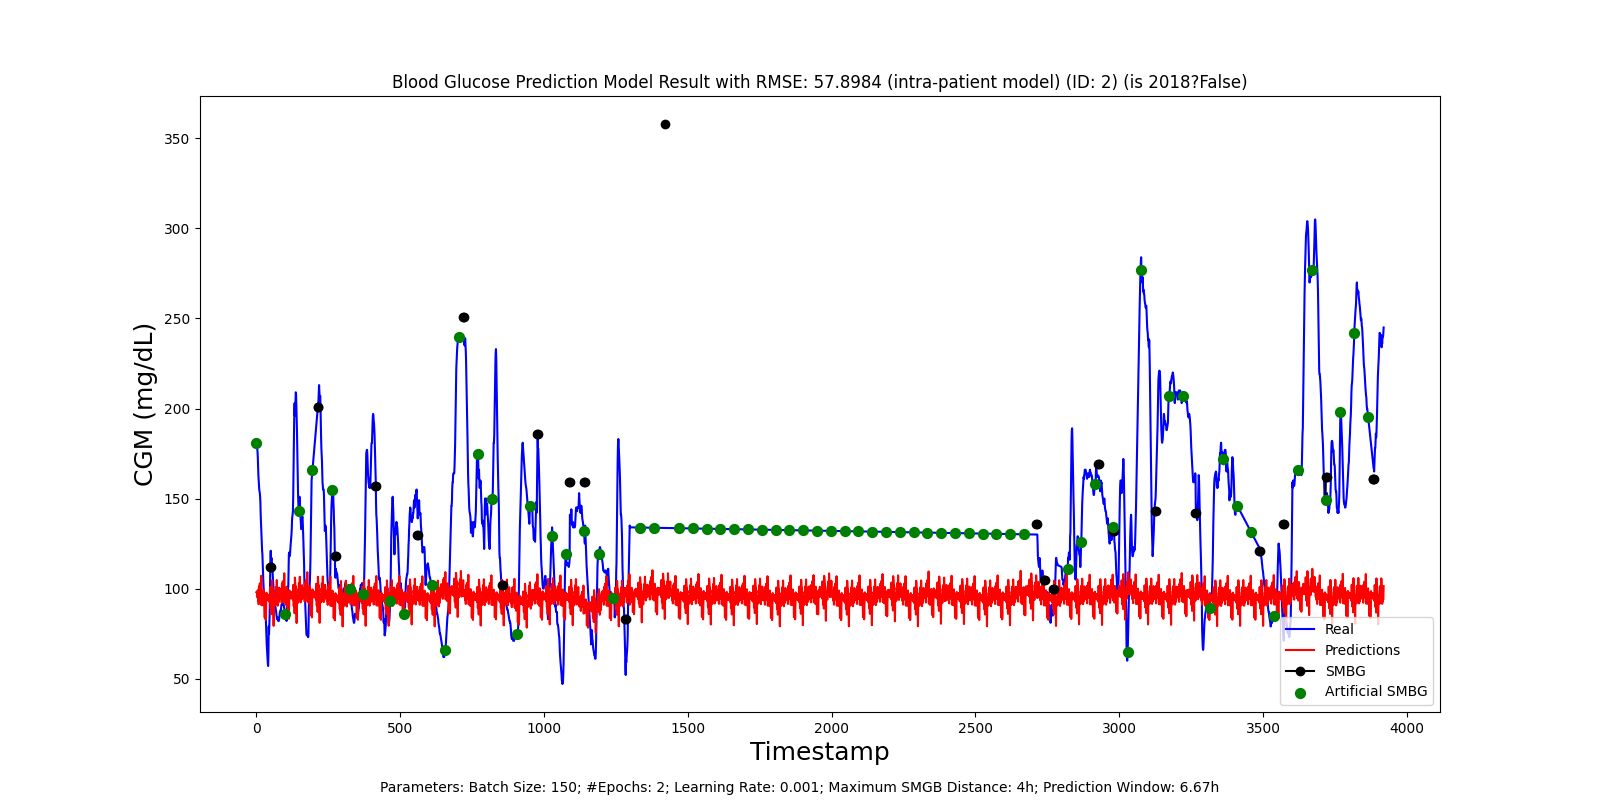 Blood Glucose Prediction Model Result with RMSE: 57.8984 (intra-patient model) (ID: 2) (is 2018?False)
CGM (mg/dL)
350
300
250
200
150
100
50
0 500 1000 1500 2000 2500 3000 3500 4000
Real
Predictions
SMBG
Artificial SMBG
Timestamp
Parameters: Batch Size: 150; #Epochs: 2; Learning Rate: 0.001; Maximum SMGB Distance: 4h; Prediction Window: 6.67h